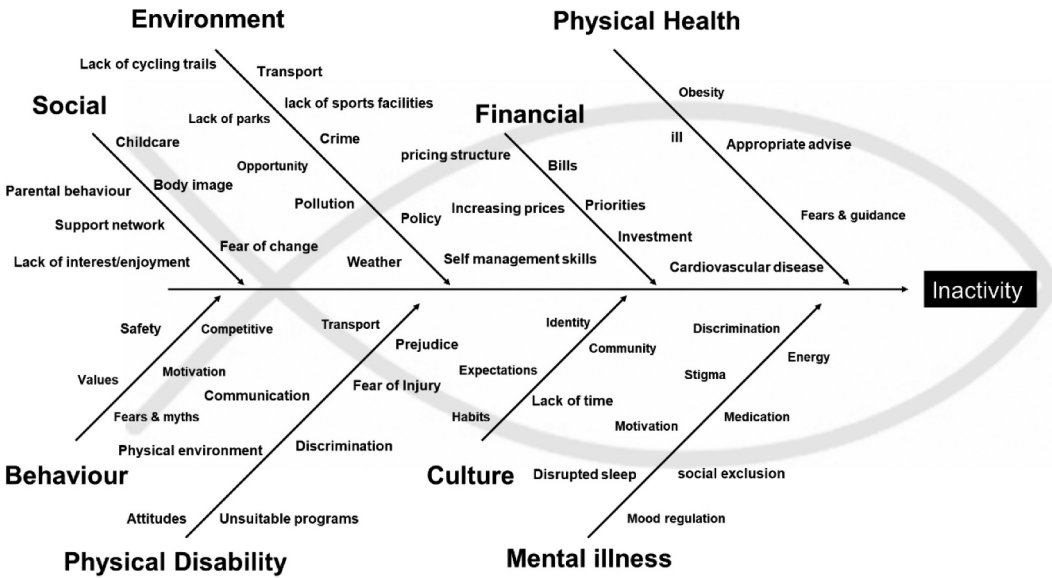 Environment
Physical Health
Lack of cycling trails
Transport
Obesity
Social
lack of sports facilities
Financial
Lack of parks
Childcare
Crime
ill
Appropriate advise
pricing structure
Bills
Opportunity
Parental behaviour
Body image
Pollution
Increasing prices
Priorities
Support network
Policy
Fears & guidance
Investment
Fear of change
Lack of interest/enjoyment
Weather
Self management skills
Cardiovascular disease
Inactivity
Safety
Competitive
Transport
Identity
Discrimination
Prejudice
Community
Energy
Values
Motivation
Expectations
Stigma
Communication
Fear of Injury
Lack of time
Fears & myths
Habits
Motivation
Medication
Physical environment
Discrimination
Behaviour
Culture
Disrupted sleep
social exclusion
Attitudes
Unsuitable programs
Mood regulation
Physical Disability
Mental illness